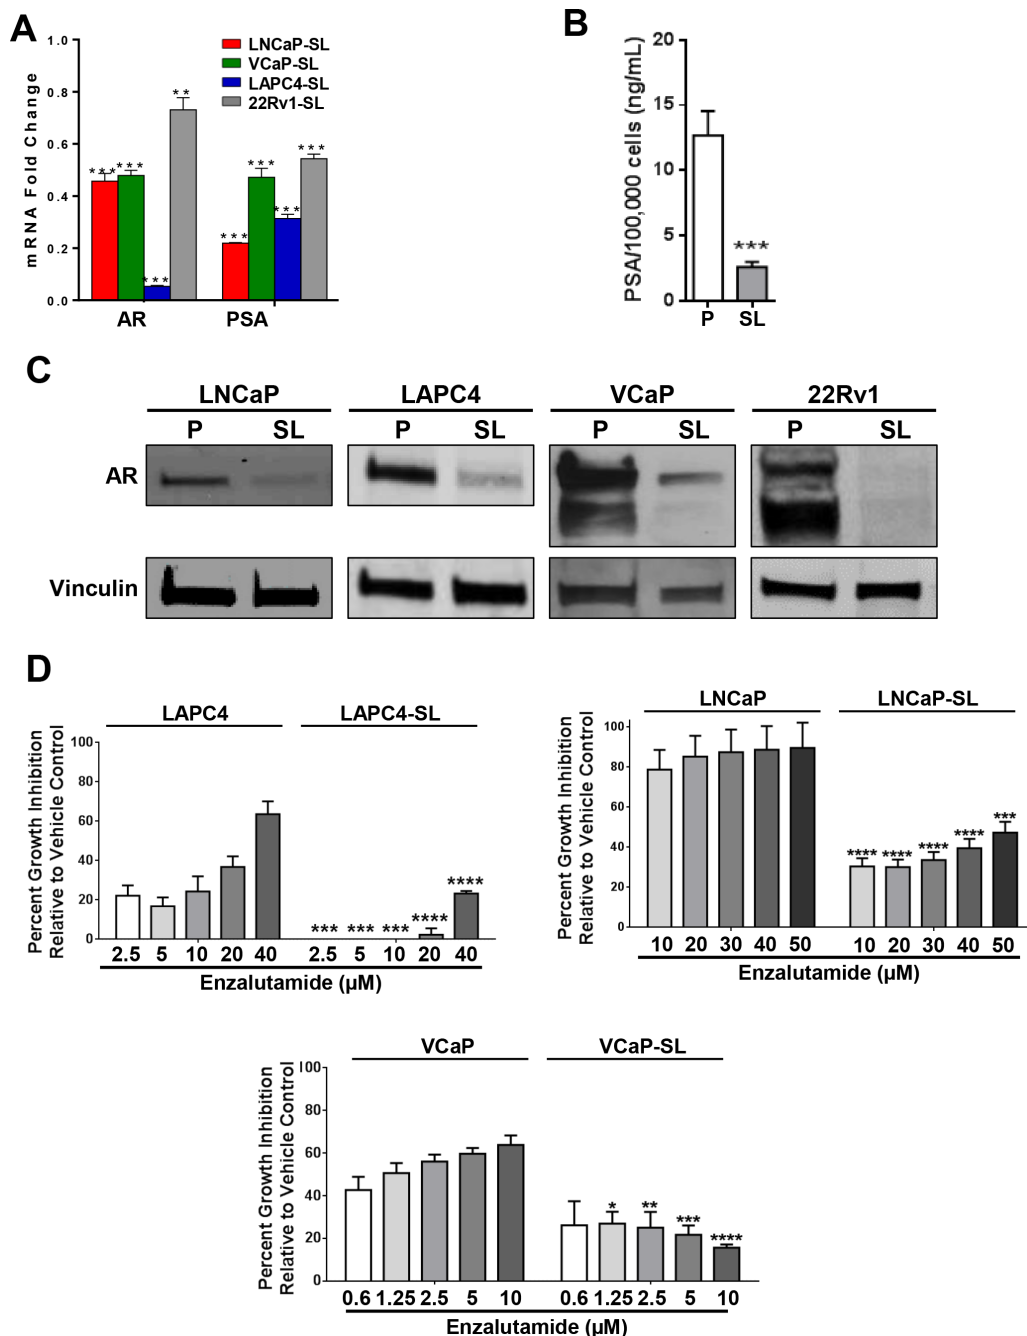 A
mRNA Fold Change
1.0
0.8
0.6
0.4
0.2
0.0
LNCaP-SL
VCaP-SL
LAPC4-SL
22Rv1-SL
*** *** *** **
*** *** *** ***
AR PSA
B
PSA/100,000 cells (ng/mL)
20
15
10
5
0
***
P SL
C
LNCaP LAPC4 VCaP 22Rv1
P SL P SL P SL P SL
AR
Vinculin
D
LAPC4 LAPC4-SL
Percent Growth Inhibition
Relative to Vehicle Control
100
80
60
40
20
0
*** *** *** **** ****
2.5 5 10 20 40 2.5 5 10 20 40
Enzalutamide (µM)
LNCaP LNCaP-SL
Percent Growth Inhibition
Relative to Vehicle Control
100
80
60
40
20
0
**** **** **** **** ***
10 20 30 40 50 10 20 30 40 50
Enzalutamide (µM)
VCaP VCaP-SL
Percent Growth Inhibition
Relative to Vehicle Control
100
80
60
40
20
0
* ** *** ****
0.6 1.25 2.5 5 10 0.6 1.25 2.5 5 10
Enzalutamide (µM)